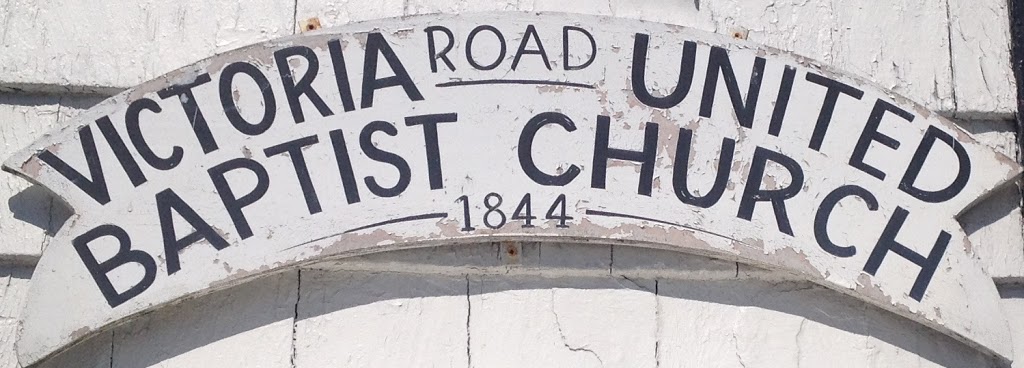 VICTORIA ROAD UNITED
BAPTIST CHURCH
1844